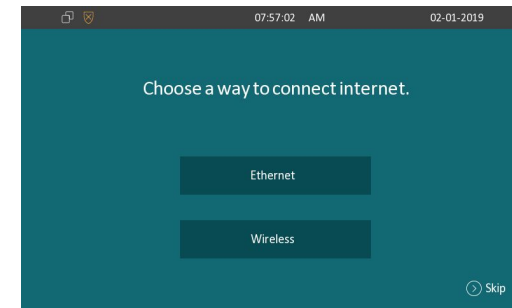 07:57:02 AM 02-01-2019
Choose a way to connect internet.
Ethernet
Wireless
Skip